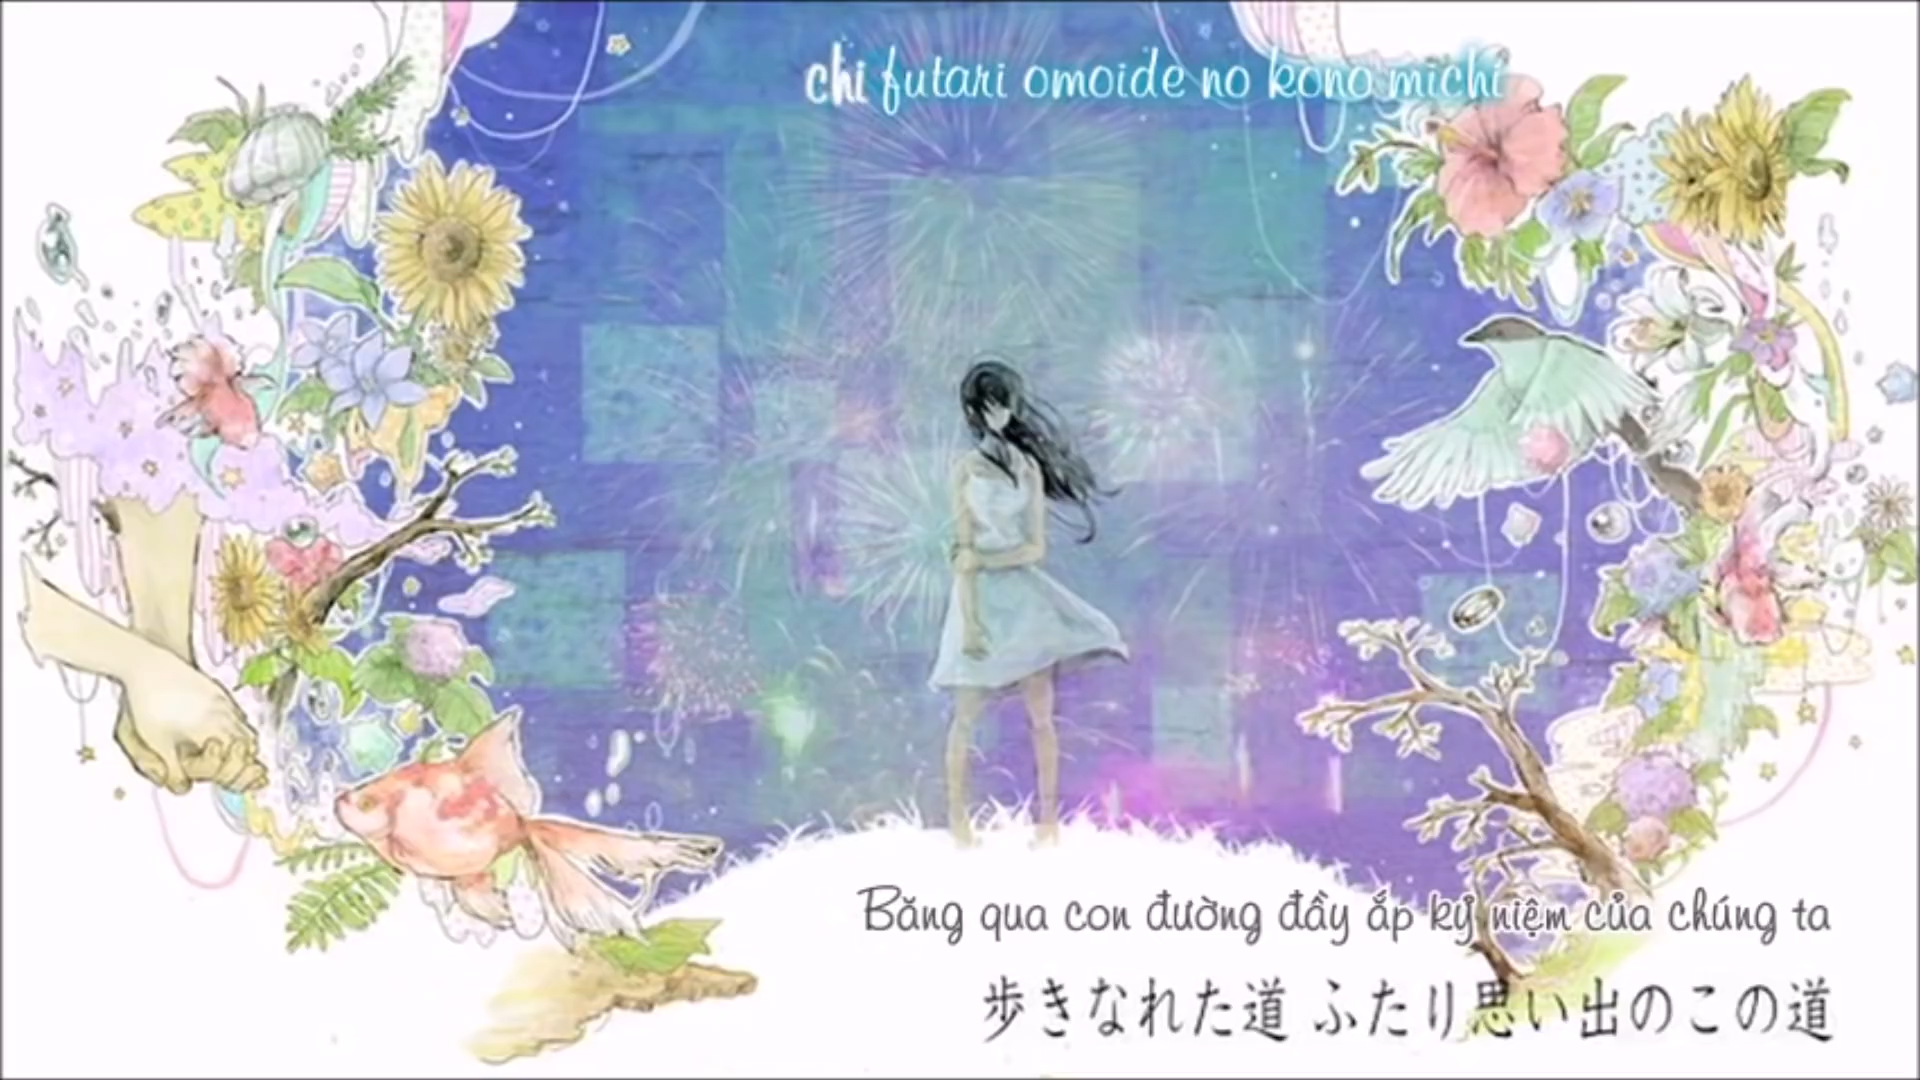 chi futari omoide no kono michi
Băng qua con đường đầy ắp kỷ niệm của chúng ta
歩きなれた道 ふたり思い出のこの道